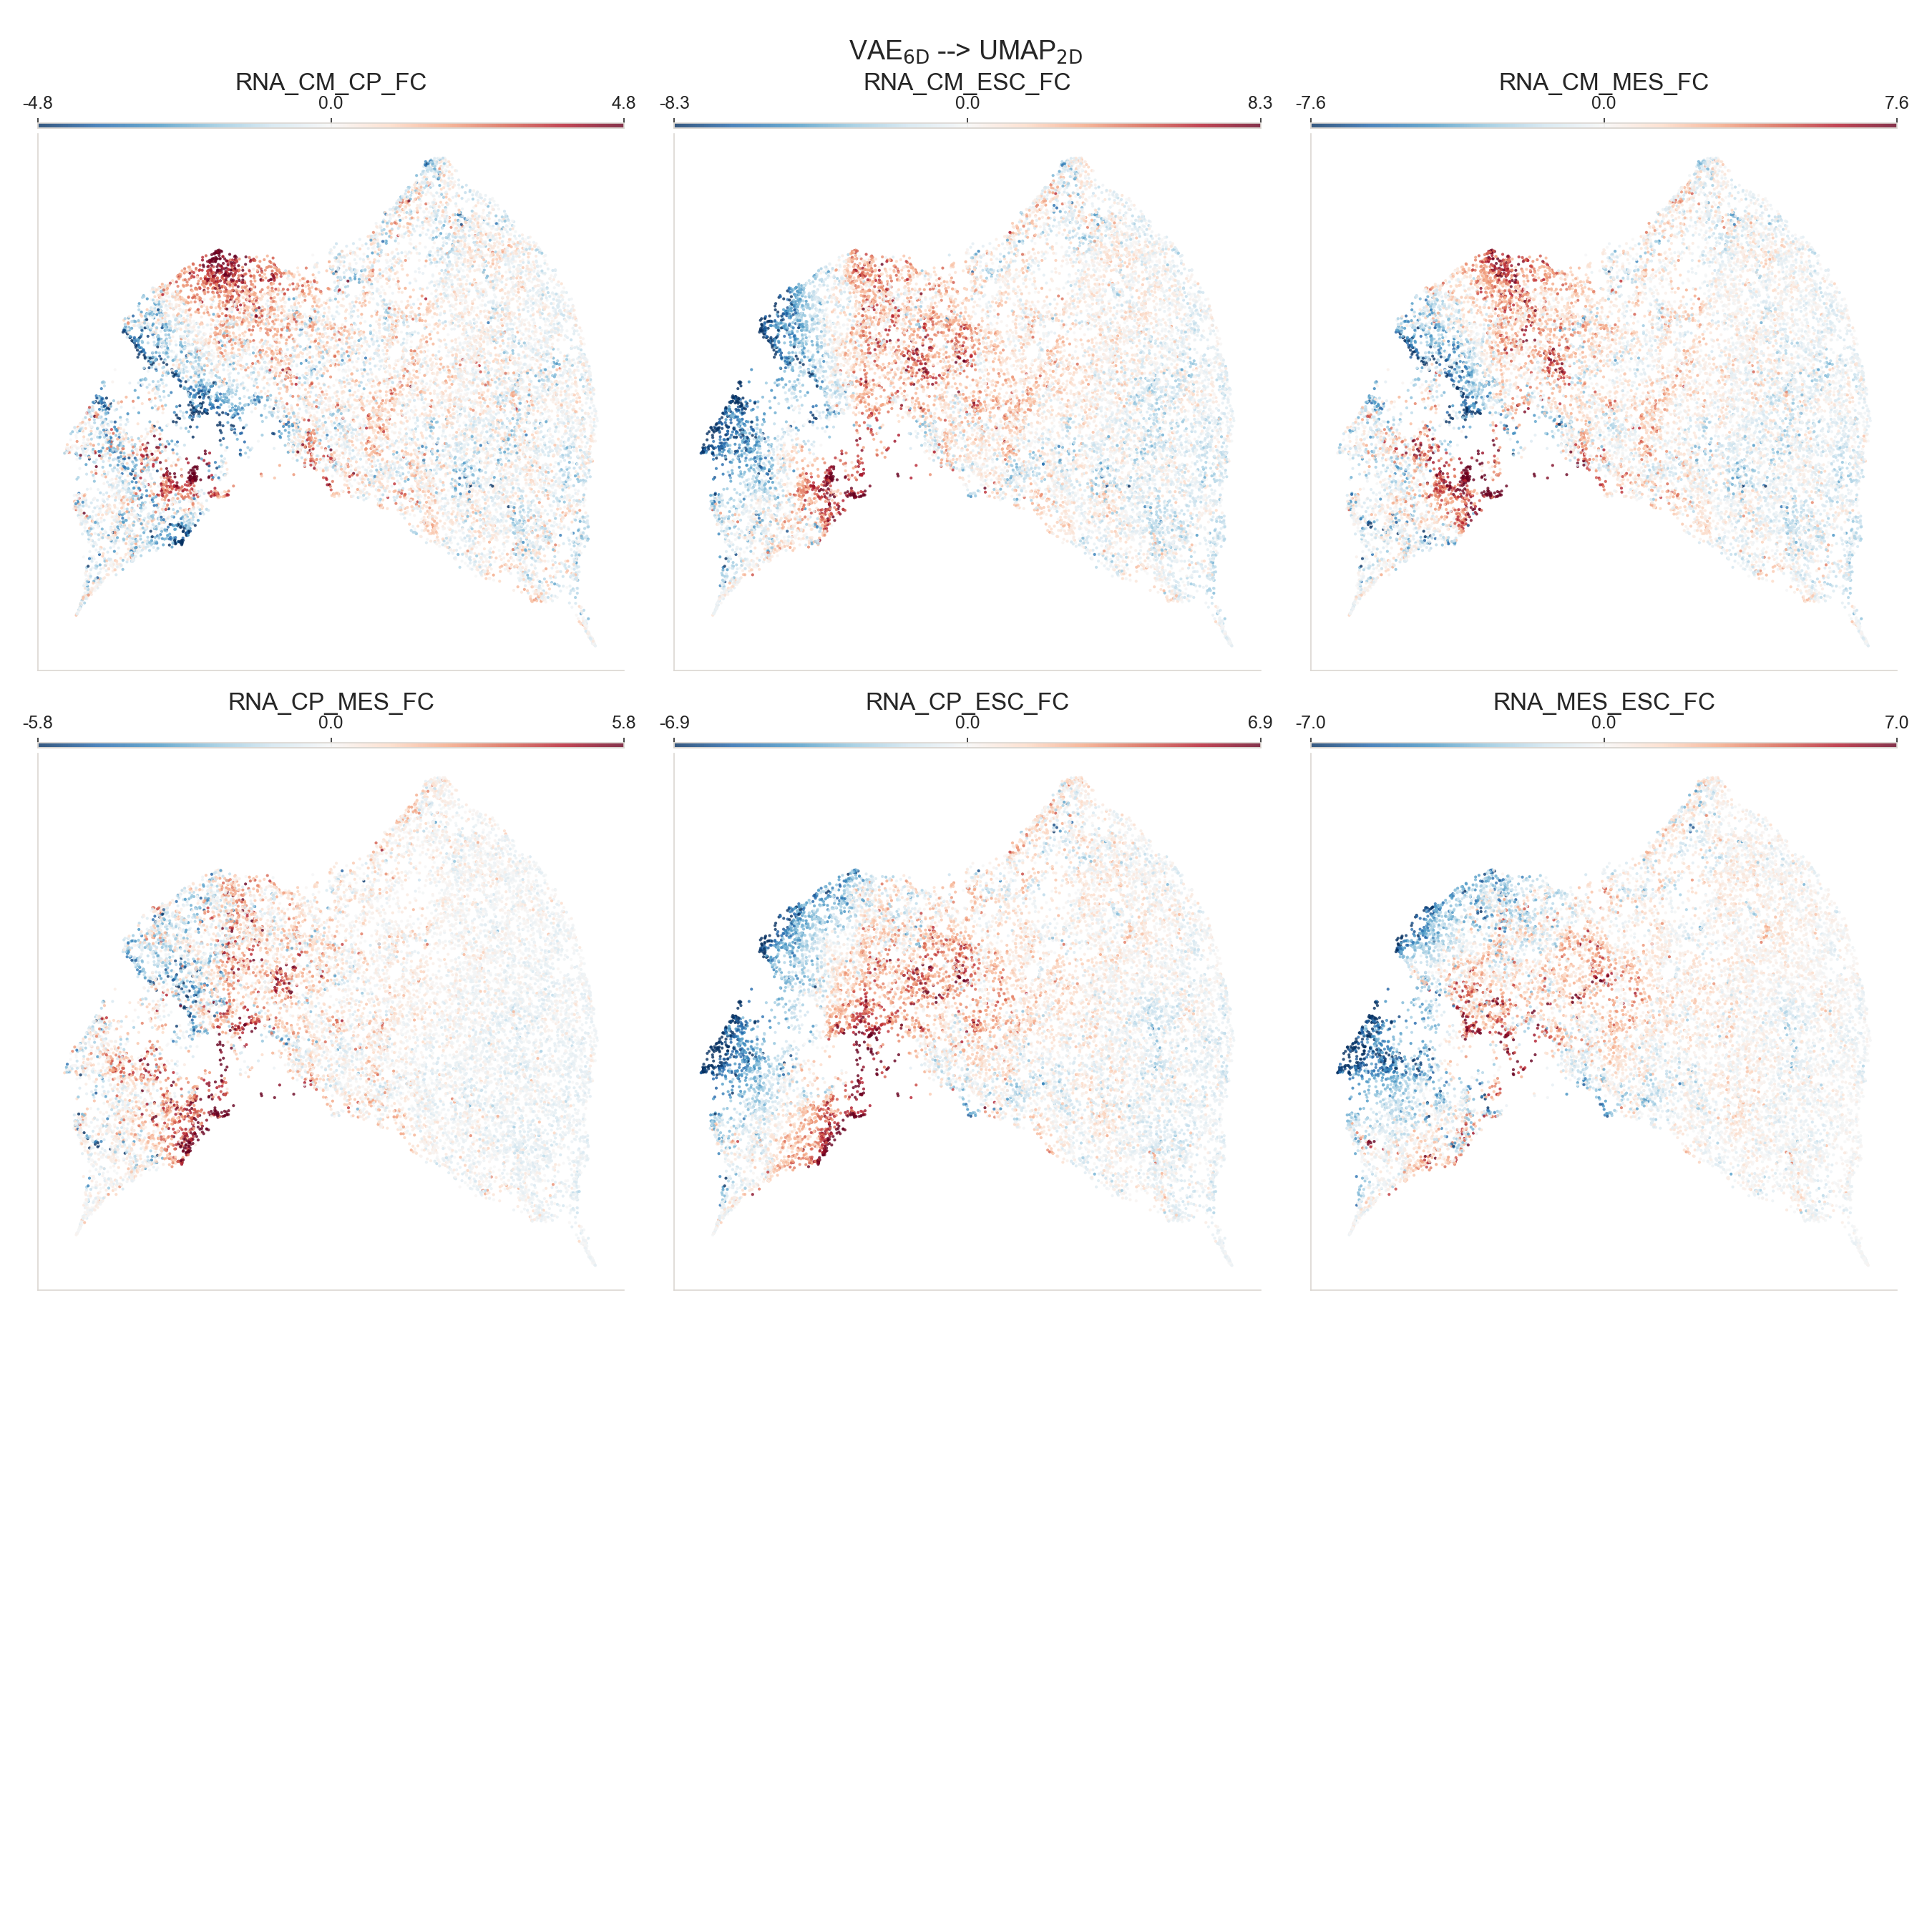 VAE6D --> UMAP2D
RNA_CM_CP_FC
RNA_CM_ESC_FC
RNA_CM_MES_FC
-4.8 0.0 4.8
-8.3 0.0 8.3
-7.6 0.0 7.6
RNA_CP_MES_FC
RNA_CP_ESC_FC
RNA_MES_ESC_FC
-5.8 0.0 5.8
-6.9 0.0 6.9
-7.0 0.0 7.0